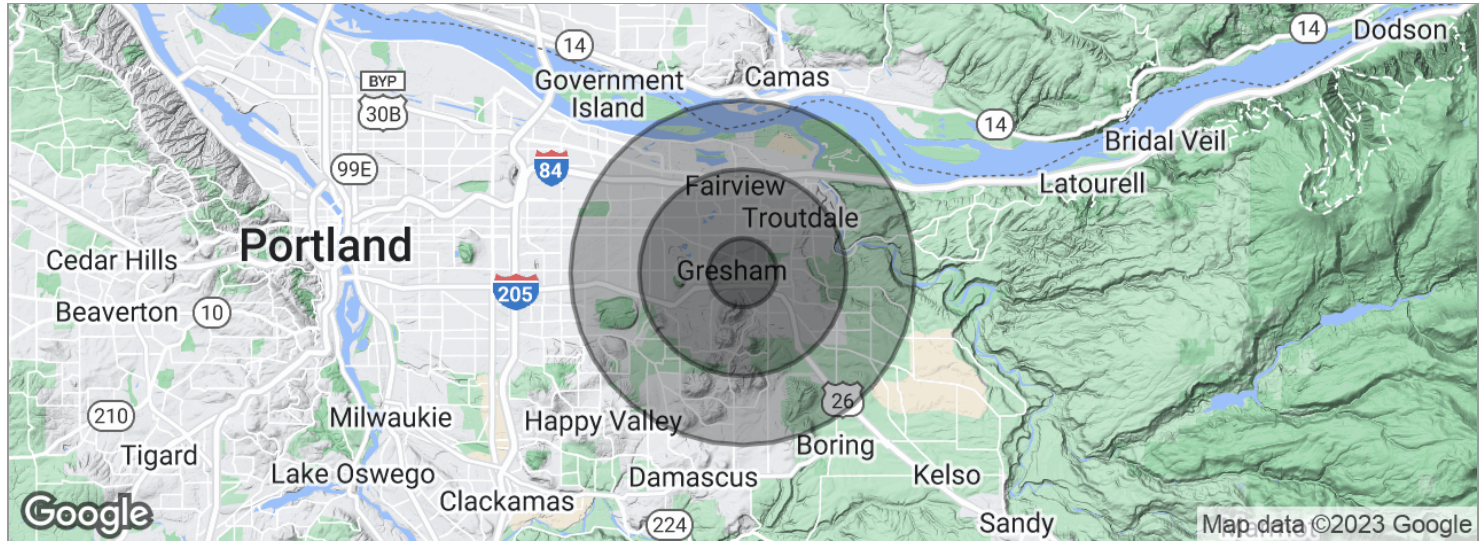 14
Dodson
14
Camas
Government
Island
BYP
30B
14
Bridal Veil
99E
84
Fairview
Latourell
Troutdale
Portland
Cedar Hills
Gresham
205
Beaverton
10
26
210
Milwaukie
Happy Valley
Boring
Tigard
Lake Oswego
Damascus
Kelso
Clackamas
Google
224
Sandy
Map data ©2023 Google